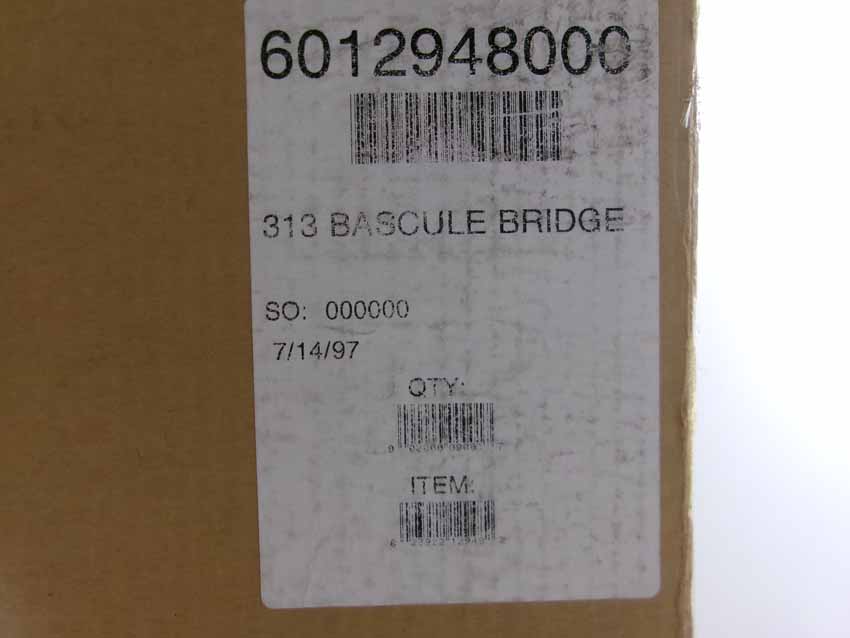 6012948000
313 BASCULE BRIDGE
SO: 000000
7/14/97
QTY:
ITEM: